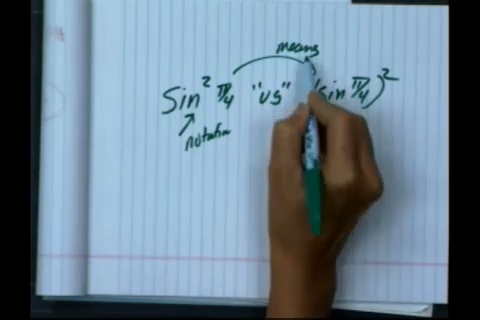 means
Sin² π/4 "vs" (sin π/4)²
notation